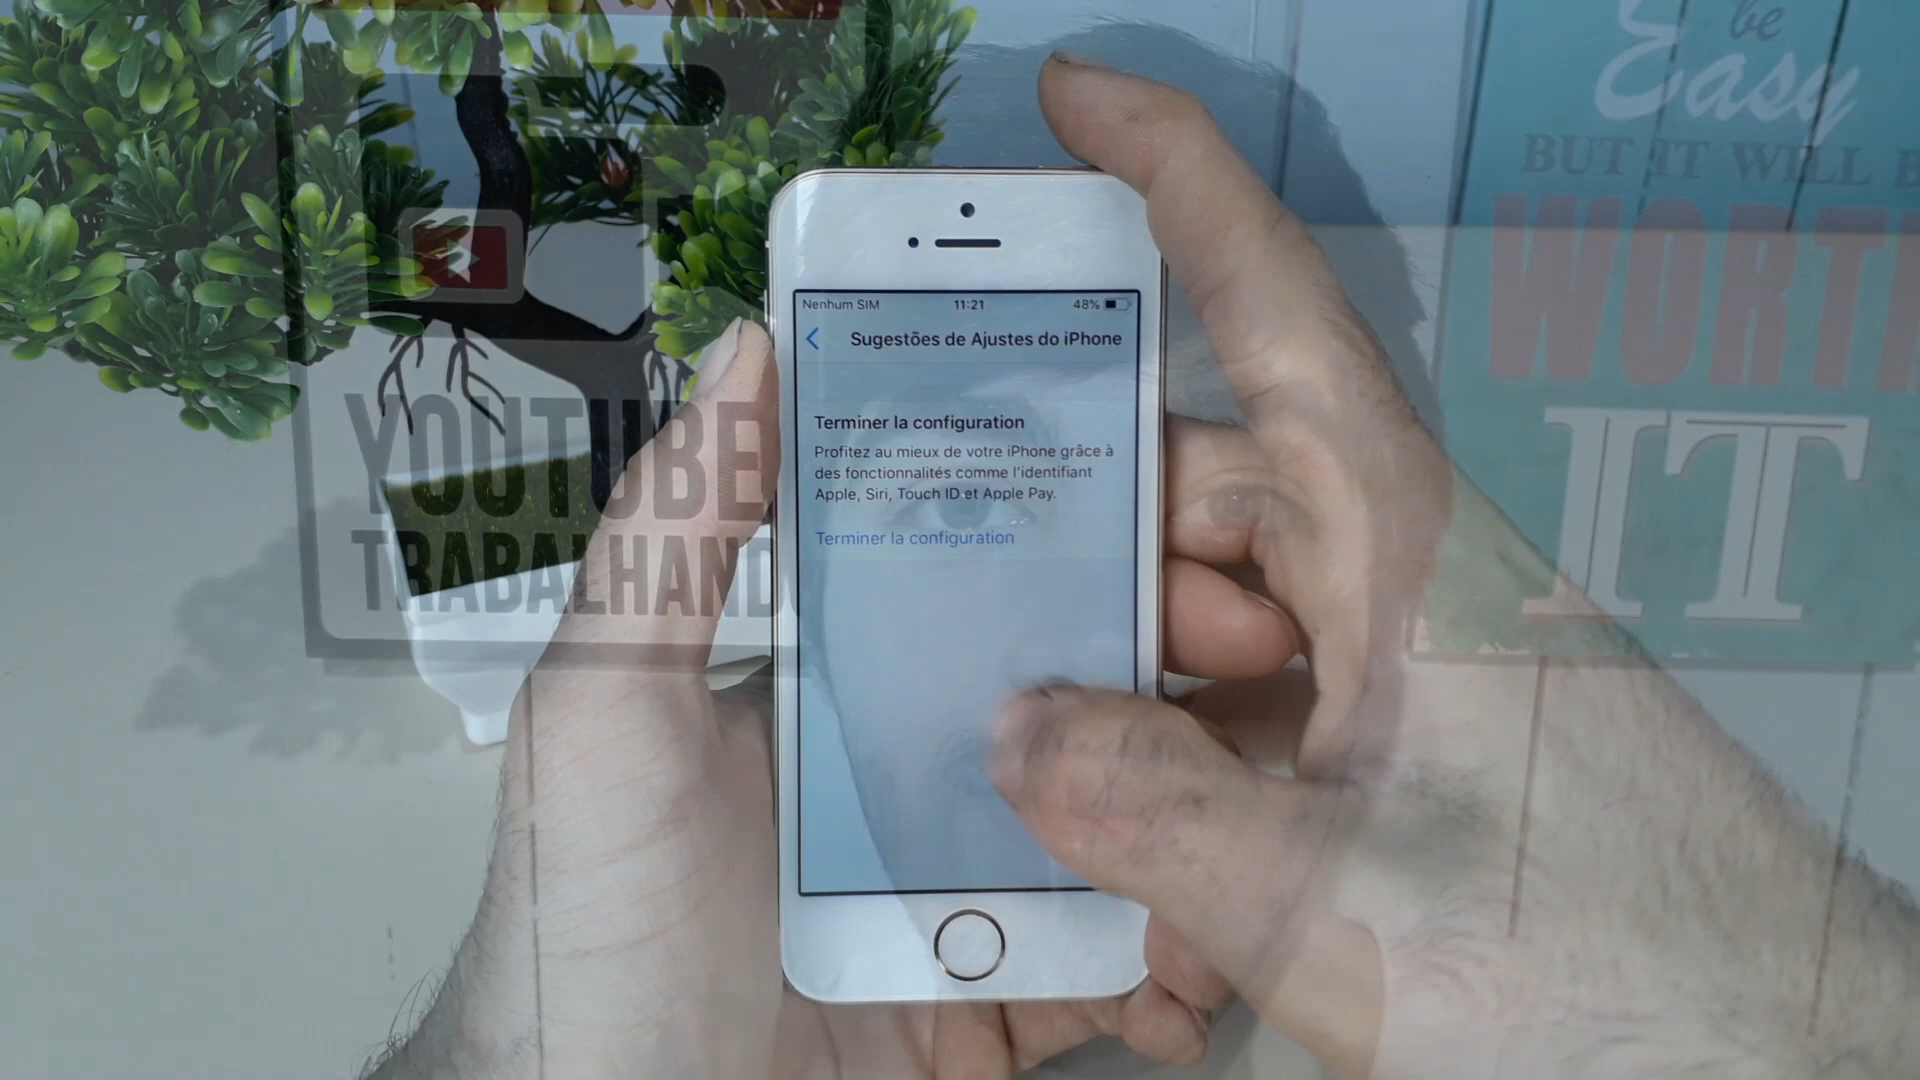 be
Easy
BUT IT WILL B
WORTH
IT
YOUTUBE
TRABALHAND
Nenhum SIM 11:21 48%
Sugestões de Ajustes do iPhone
Terminer la configuration
Profitez au mieux de votre iPhone grâce à
des fonctionnalités comme l'identifiant
Apple, Siri, Touch ID et Apple Pay.
Terminer la configuration